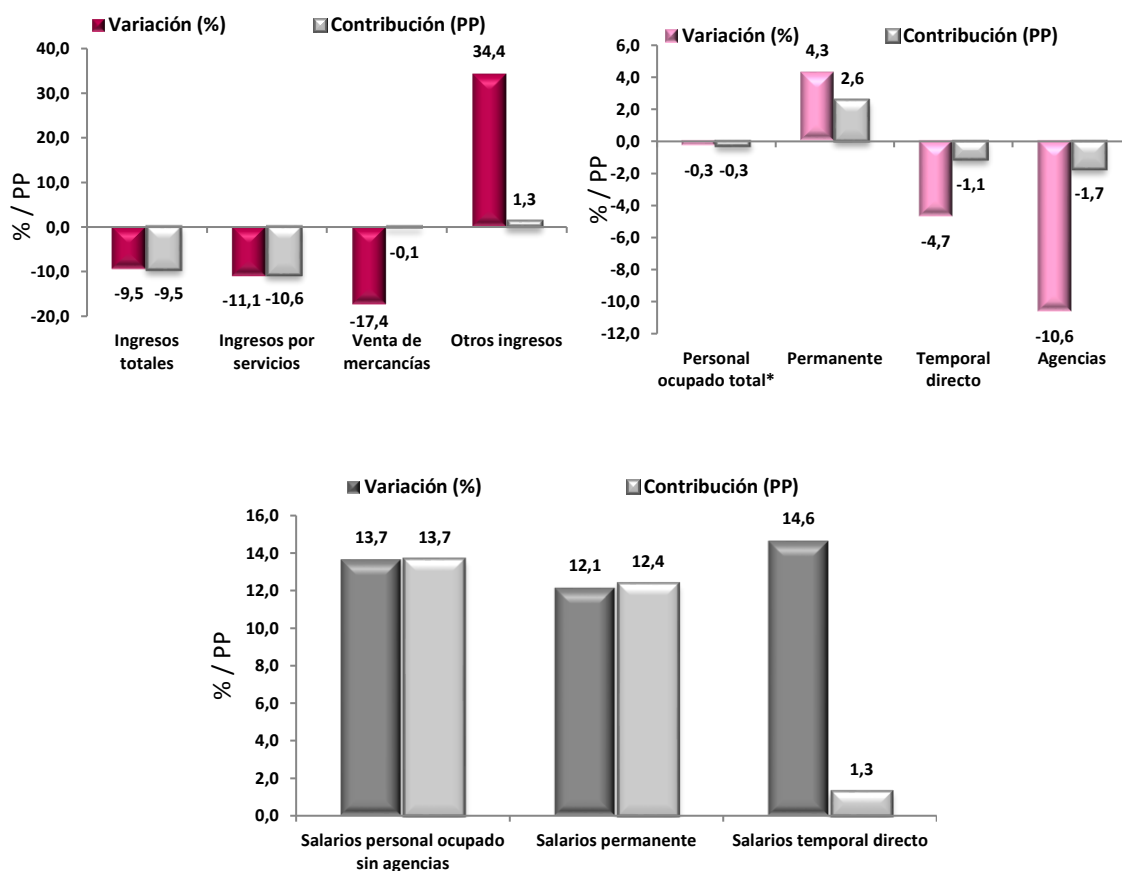 Variación (%) Contribución (PP)
40,0
30,0
20,0
10,0
0,0
-10,0
-20,0
% / PP
-9,5 -9,5
-11,1 -10,6
-17,4 -0,1
34,4 1,3
Ingresos totales
Ingresos por servicios
Venta de mercancías
Otros ingresos
Variación (%) Contribución (PP)
6,0
4,0
2,0
0,0
-2,0
-4,0
-6,0
-8,0
-10,0
-12,0
% / PP
-0,3 -0,3
4,3 2,6
-4,7 -1,1
-10,6 -1,7
Personal ocupado total*
Permanente
Temporal directo
Agencias
Variación (%) Contribución (PP)
16,0
14,0
12,0
10,0
8,0
6,0
4,0
2,0
0,0
% / PP
13,7 13,7
12,1 12,4
14,6 1,3
Salarios personal ocupado sin agencias
Salarios permanente
Salarios temporal directo